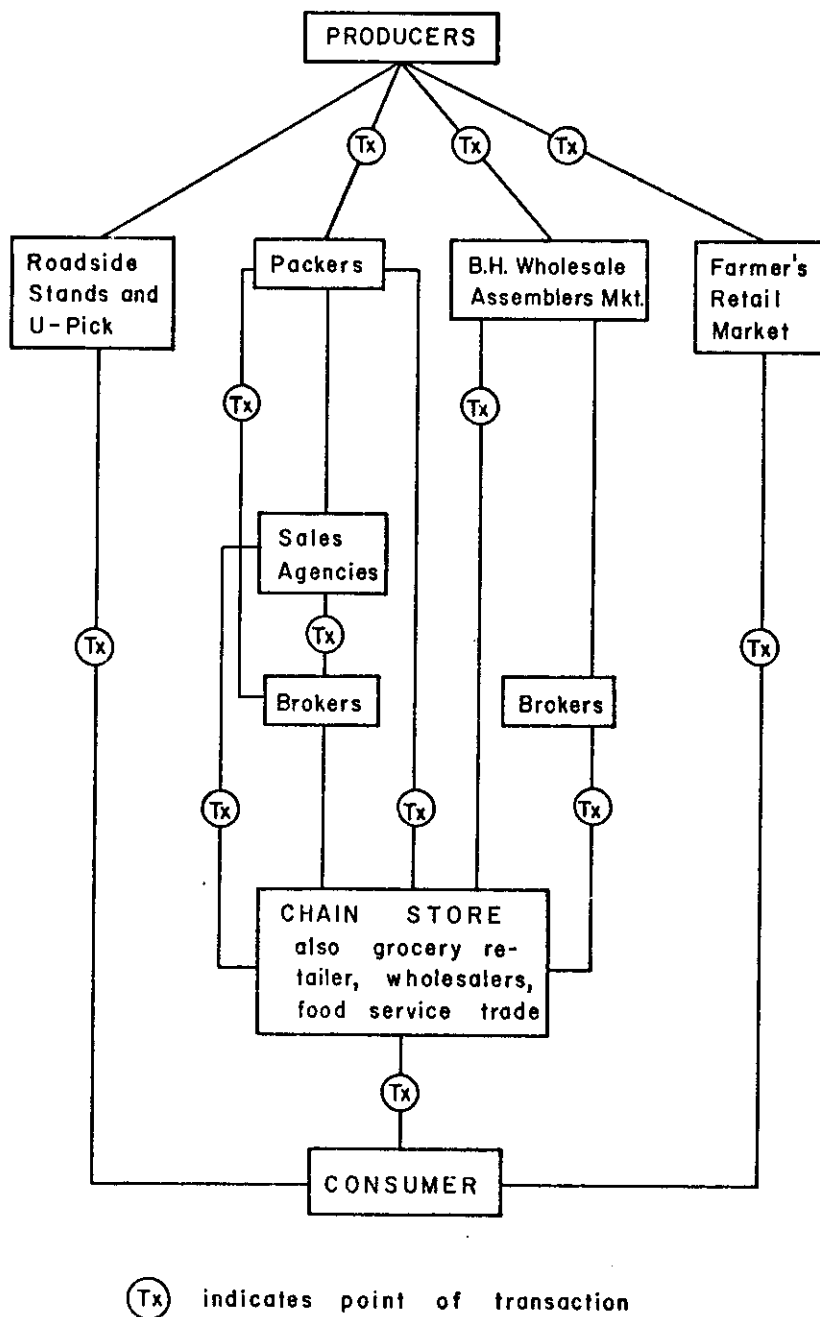 PRODUCERS
Tx
Tx
Tx
Roadside
Stands and
U-Pick
Packers
B.H. Wholesale
Assemblers Mkt.
Farmer's
Retail
Market
Tx
Tx
Sales
Agencies
Tx
Tx
Tx
Brokers
Brokers
Tx
Tx
Tx
CHAIN STORE
also grocery re-
tailer, wholesalers,
food service trade
Tx
CONSUMER
Tx indicates point of transaction